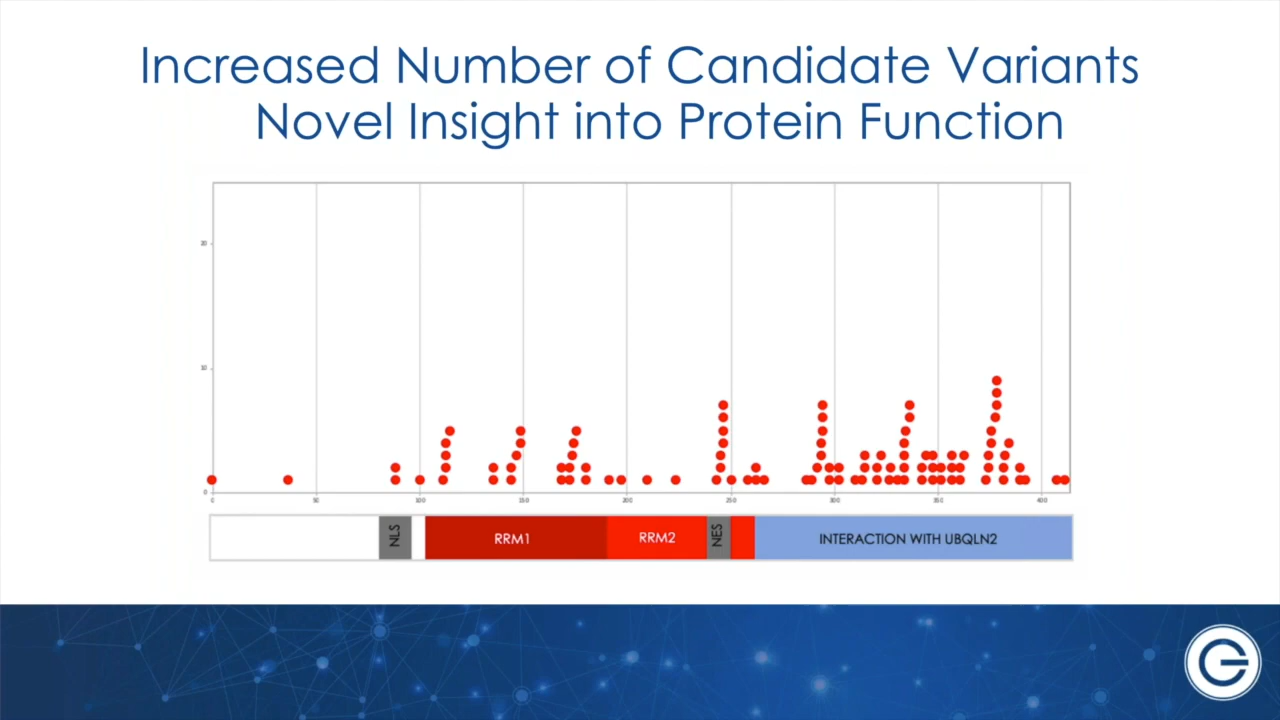 Increased Number of Candidate Variants
Novel Insight into Protein Function
20
10
0
0 50 100 150 200 250 300 350 400
NLS RRM1 RRM2 NES INTERACTION WITH UBQLN2